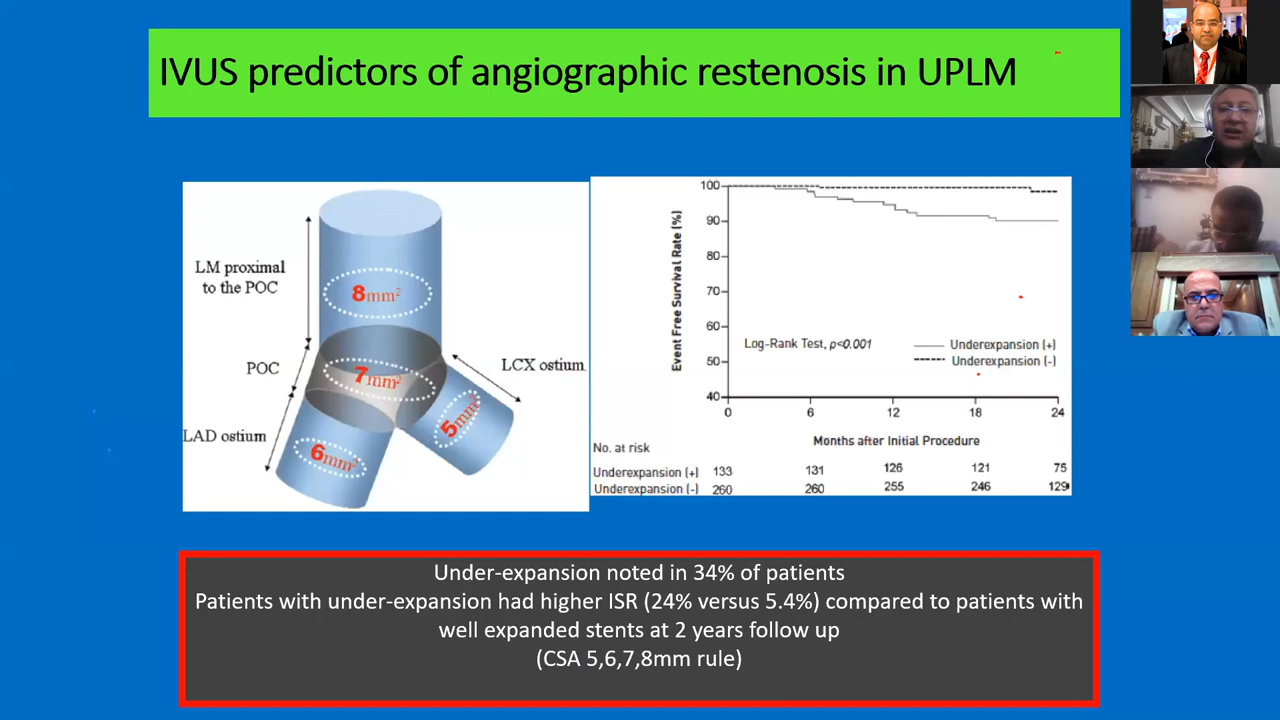 IVUS predictors of angiographic restenosis in UPLM
LM proximal
to the POC
8mm²
POC
7mm²
LCX ostium
5mm²
LAD ostium
6mm²
Event Free Survival Rate (%)
100
90
80
70
60
50
40
Log-Rank Test, p<0.001
Underexpansion (+)
Underexpansion (-)
0 6 12 18 24
Months after Initial Procedure
No. at risk
Underexpansion (+) 133 131 126 121 75
Underexpansion (-) 260 260 255 246 129
Under-expansion noted in 34% of patients
Patients with under-expansion had higher ISR (24% versus 5.4%) compared to patients with
well expanded stents at 2 years follow up
(CSA 5,6,7,8mm rule)